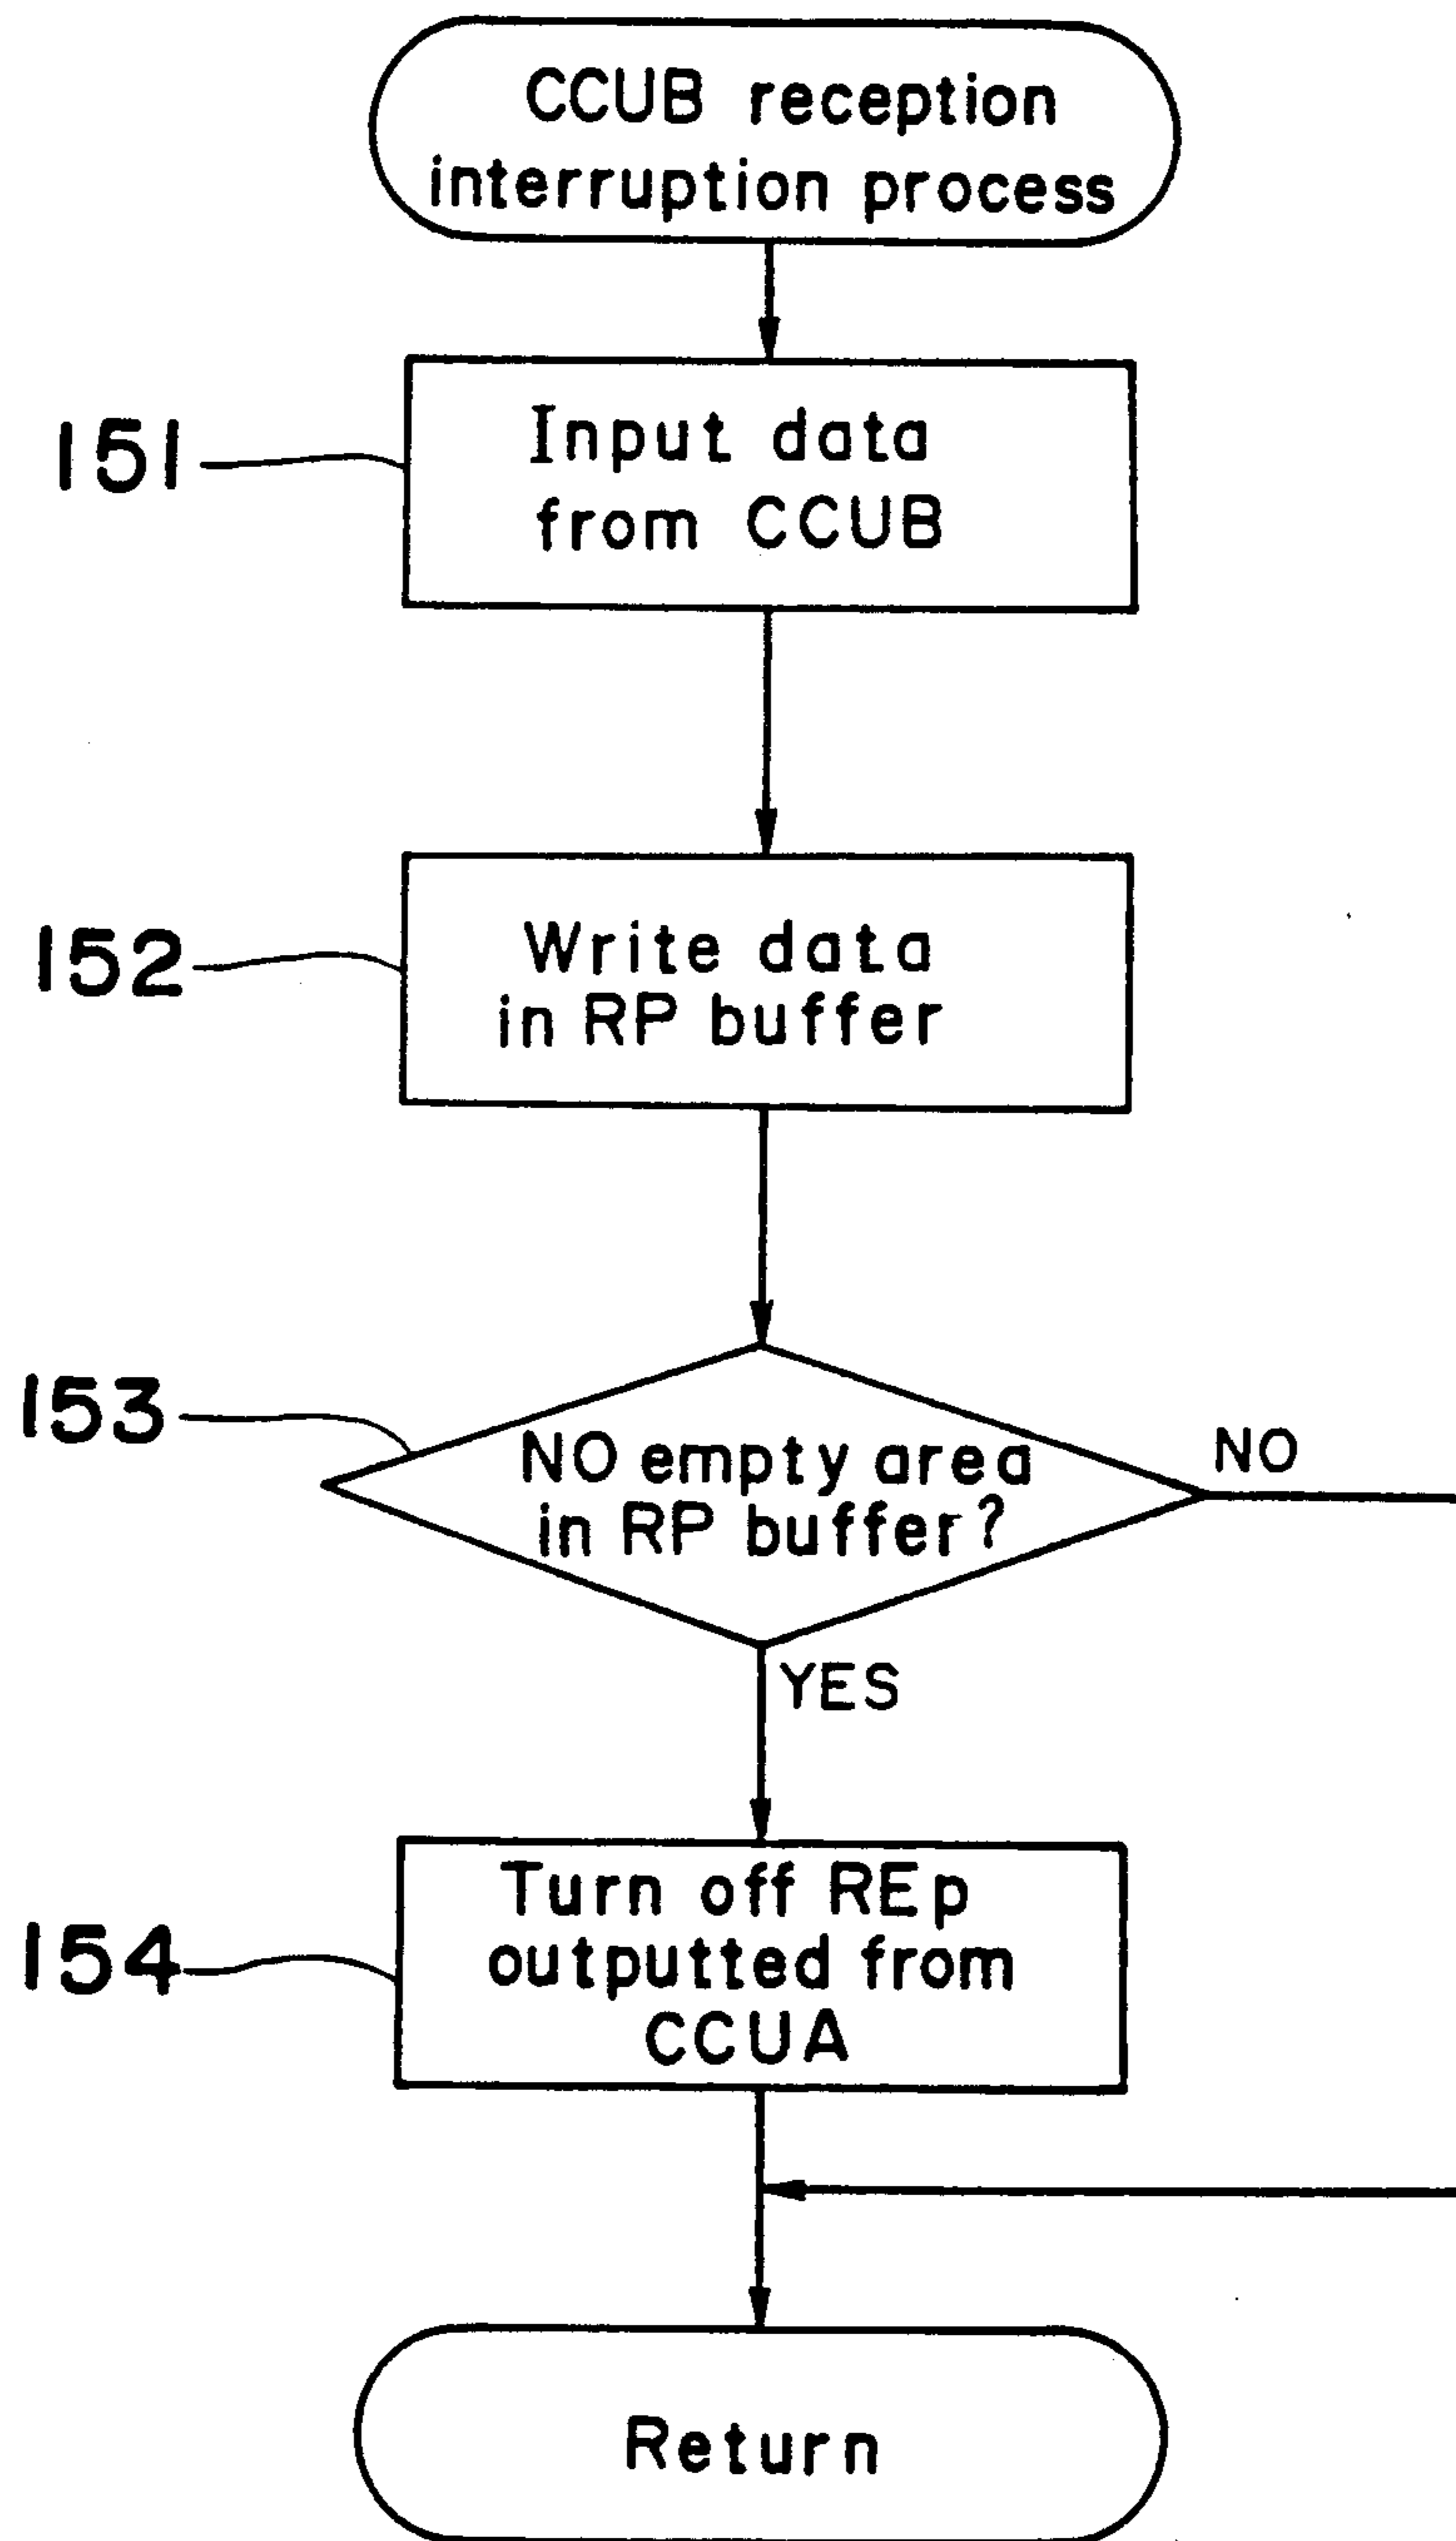 CCUB reception
interruption process
151
Input data
from CCUB
152
Write data
in RP buffer
153
NO empty area
in RP buffer?
NO
YES
154
Turn off REp
outputted from
CCUA
Return